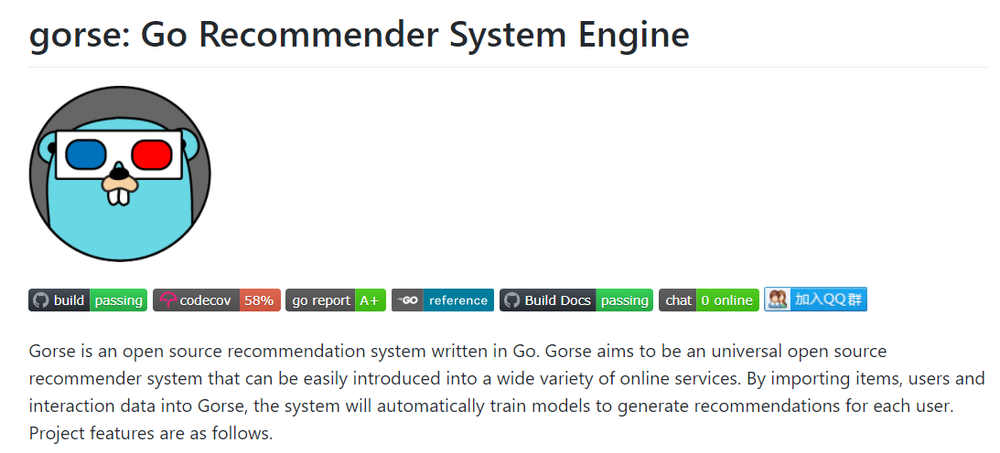 gorse: Go Recommender System Engine
build passing codecov 58% go report A+ GO reference Build Docs passing chat 0 online 加入QQ群
Gorse is an open source recommendation system written in Go. Gorse aims to be an universal open source
recommender system that can be easily introduced into a wide variety of online services. By importing items, users and
interaction data into Gorse, the system will automatically train models to generate recommendations for each user.
Project features are as follows.